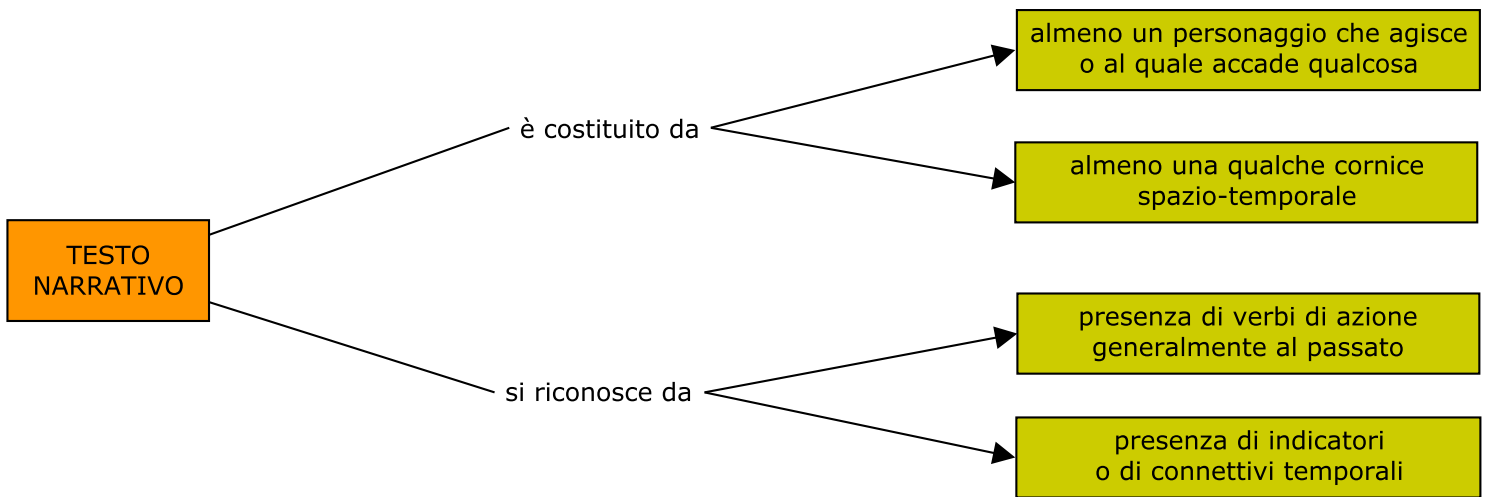 TESTO
NARRATIVO
è costituito da
almeno un personaggio che agisce
o al quale accade qualcosa
almeno una qualche cornice
spazio-temporale
si riconosce da
presenza di verbi di azione
generalmente al passato
presenza di indicatori
o di connettivi temporali